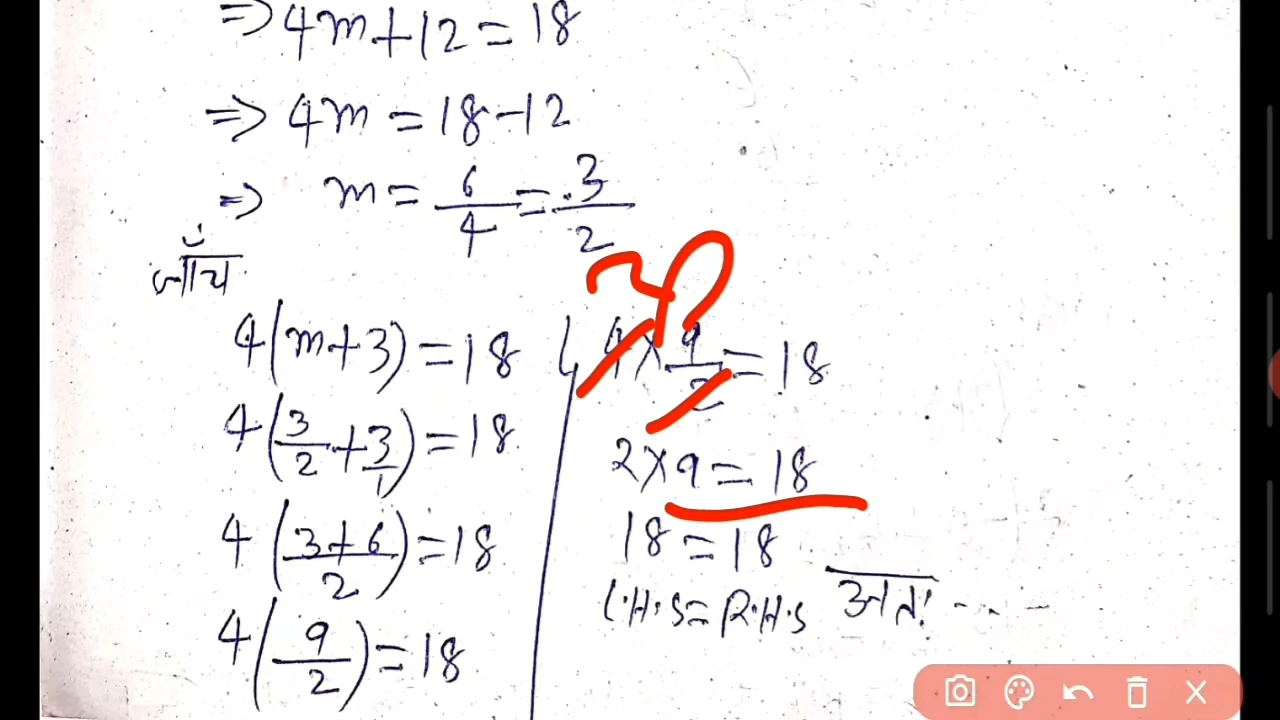 ⇒ 4m+12=18
⇒ 4m = 18-12
⇒ m = 6/4 = 3/2
जाँच
4(m+3) = 18
4(3/2+3/1) = 18
4(3+6/2) = 18
4(9/2) = 18
4×9/2 = 18
2×9 = 18
18 = 18
L.H.S = R.H.S
अतः ----